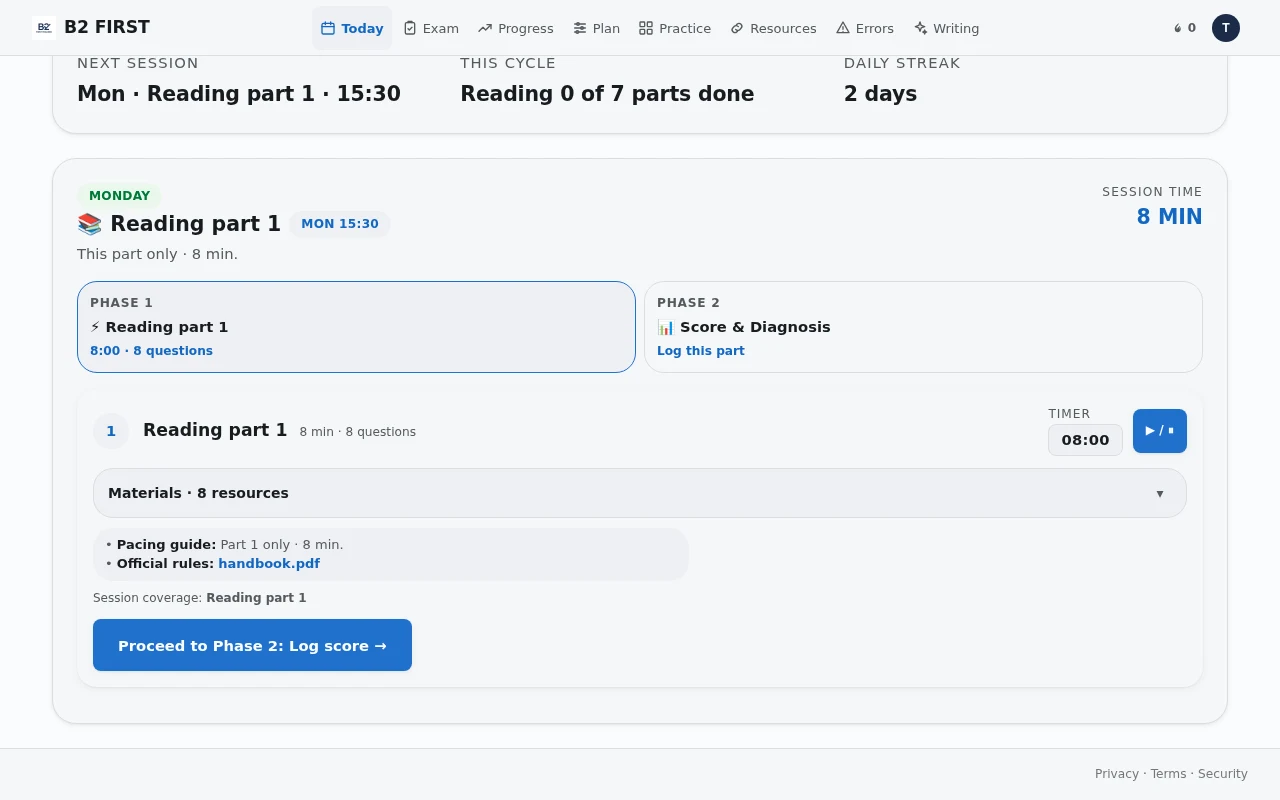 B2 FIRST
Today
Exam
Progress
Plan
Practice
Resources
Errors
Writing
0
T
NEXT SESSION
Mon · Reading part 1 · 15:30
THIS CYCLE
Reading 0 of 7 parts done
DAILY STREAK
2 days
MONDAY
📚 Reading part 1 MON 15:30
This part only · 8 min.
SESSION TIME
8 MIN
PHASE 1
⚡ Reading part 1
8:00 · 8 questions
PHASE 2
📊 Score & Diagnosis
Log this part
1 Reading part 1 8 min · 8 questions
TIMER
08:00
▶ / ⏸
Materials · 8 resources ▼
• Pacing guide: Part 1 only · 8 min.
• Official rules: handbook.pdf
Session coverage: Reading part 1
Proceed to Phase 2: Log score →
Privacy · Terms · Security